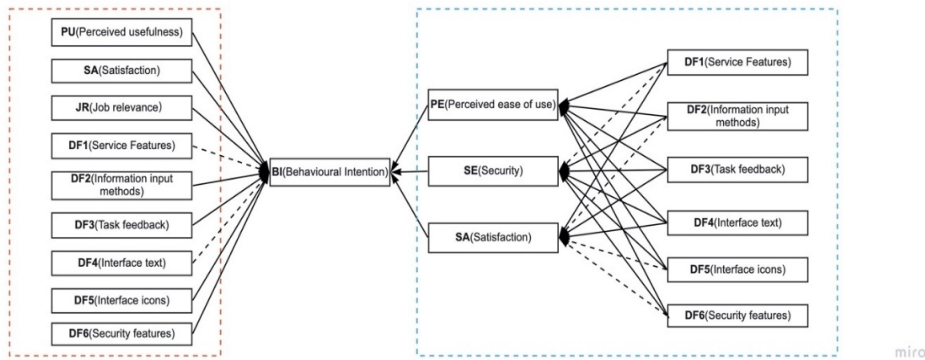 PU(Perceived usefulness)
SA(Satisfaction)
JR(Job relevance)
DF1(Service Features)
DF2(Information input
methods)
DF3(Task feedback)
DF4(Interface text)
DF5(Interface icons)
DF6(Security features)
BI(Behavioural Intention)
PE(Perceived ease of use)
SE(Security)
SA(Satisfaction)
DF1(Service Features)
DF2(Information input
methods)
DF3(Task feedback)
DF4(Interface text)
DF5(Interface icons)
DF6(Security features)
miro